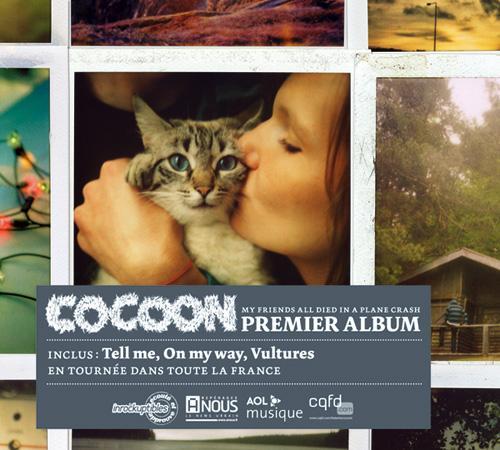 COCOON MY FRIENDS ALL DIED IN A PLANE CRASH
PREMIER ALBUM
INCLUS : Tell me, On my way, Vultures
EN TOURNÉE DANS TOUTE LA FRANCE
inrockuptibles
À NOUS
AOL
musique
cqfd
.com